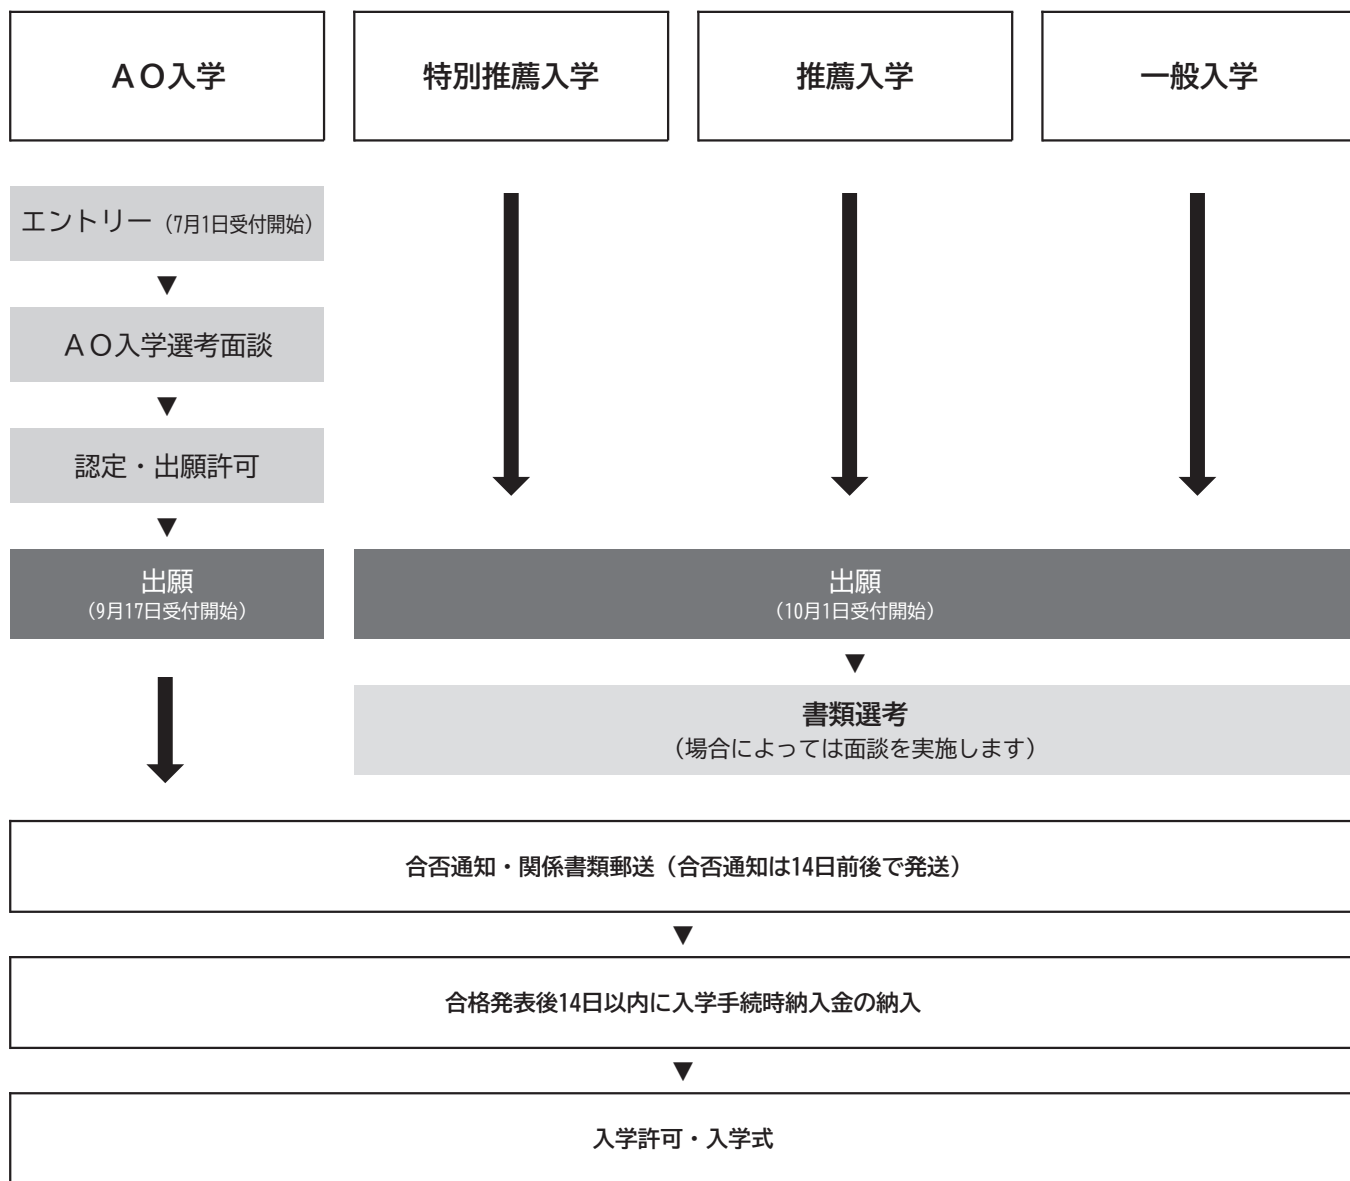 ＡＯ入学
特別推薦入学
推薦入学
一般入学
エントリー（7月1日受付開始）
▼
ＡＯ入学選考面談
▼
認定・出願許可
▼
出願
（9月17日受付開始）
出願
（10月1日受付開始）
▼
書類選考
（場合によっては面談を実施します）
合否通知・関係書類郵送（合否通知は14日前後で発送）
▼
合格発表後14日以内に入学手続時納入金の納入
▼
入学許可・入学式